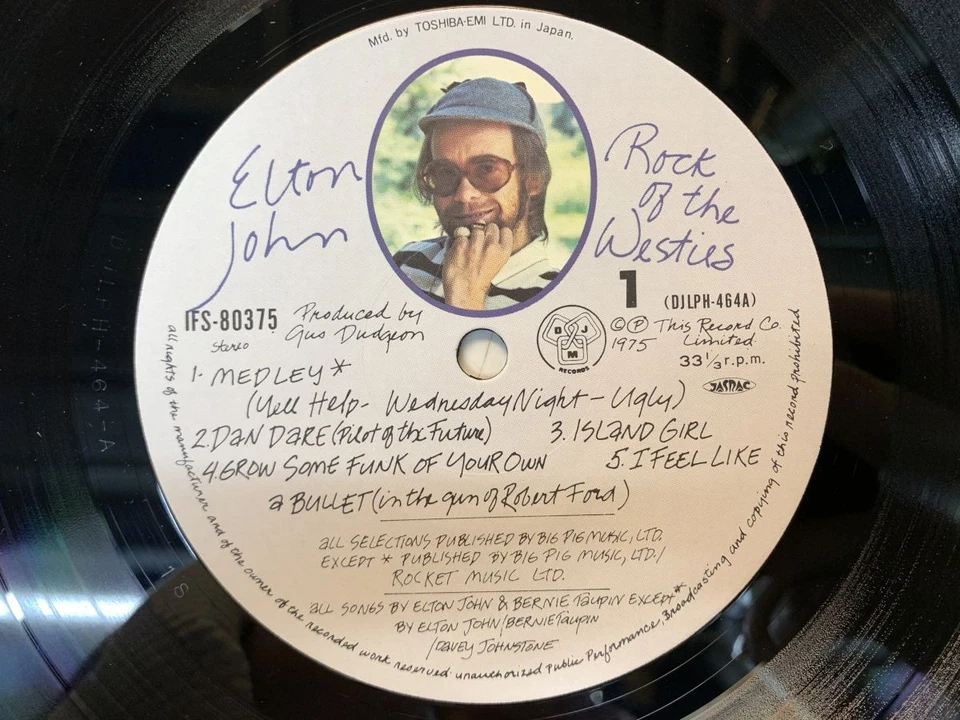 Mfd. by TOSHIBA-EMI LTD. in Japan.
Elton
John
Rock
of the
Westies
1
(DJLPH-464A)
IFS-80375
Stereo
Produced by
Gus Dudgeon
DJM
RECORDS
©℗ This Record Co.
1975 Limited.
33 1/3 r.p.m.
JASRAC
1. MEDLEY*
(Yell Help- Wednesday Night - Ugly)
2. DAN DARE (Pilot of the Future) 3. ISLAND GIRL
4. GROW SOME FUNK OF YOUR OWN 5. I FEEL LIKE
a BULLET (in the gun of Robert Ford)
ALL SELECTIONS PUBLISHED BY BIG PIG MUSIC, LTD.
EXCEPT * PUBLISHED BY BIG PIG MUSIC, LTD./
ROCKET MUSIC LTD.
ALL SONGS BY ELTON JOHN & BERNIE TAUPIN EXCEPT*
BY ELTON JOHN/BERNIE TAUPIN
/DAVEY JOHNSTONE
all rights of the manufacturer and of the owner of the recorded work reserved. unauthorized public Performance, Broadcasting and copying of this record prohibited
DJLPH-464-A
1S